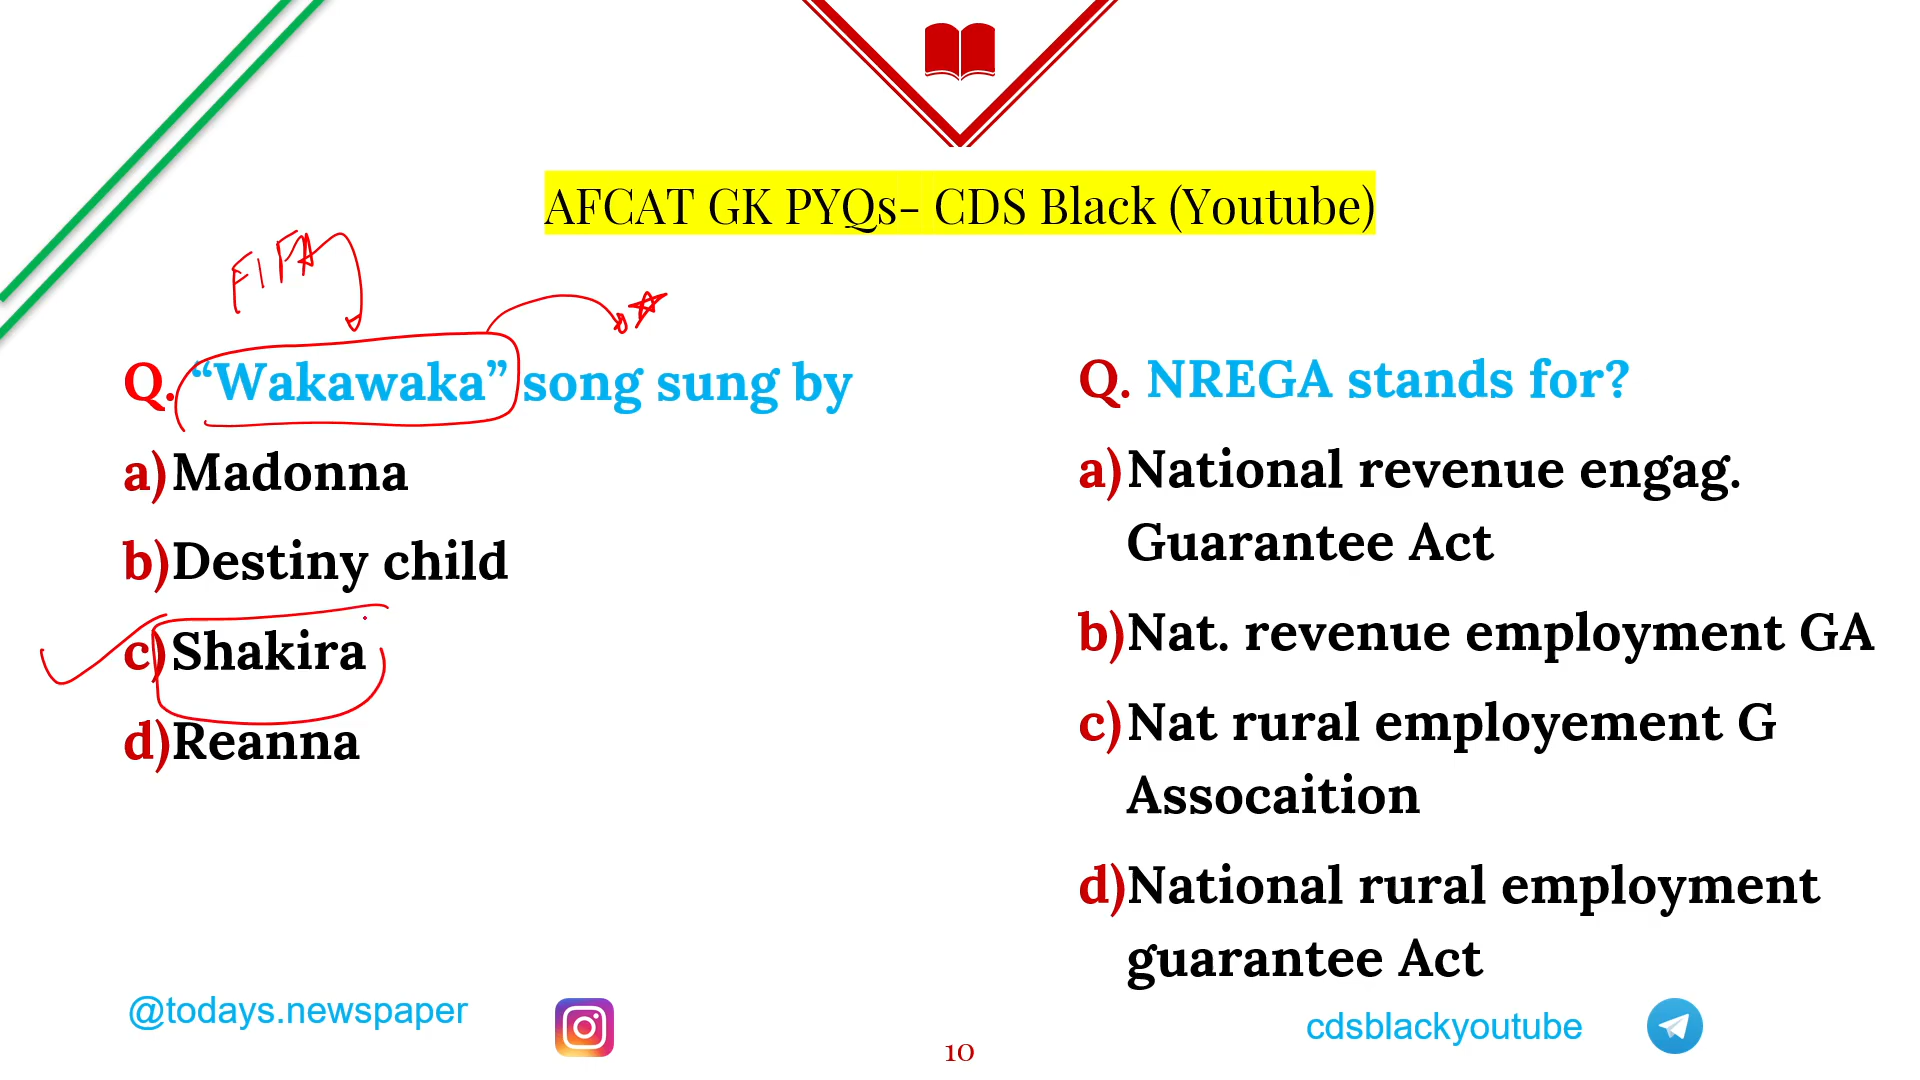 AFCAT GK PYQs- CDS Black (Youtube)
FIFA
Q. “Wakawaka” song sung by
a)Madonna
b)Destiny child
c)Shakira
d)Reanna
Q. NREGA stands for?
a)National revenue engag.
Guarantee Act
b)Nat. revenue employment GA
c)Nat rural employement G
Assocaition
d)National rural employment
guarantee Act
@todays.newspaper
10
cdsblackyoutube